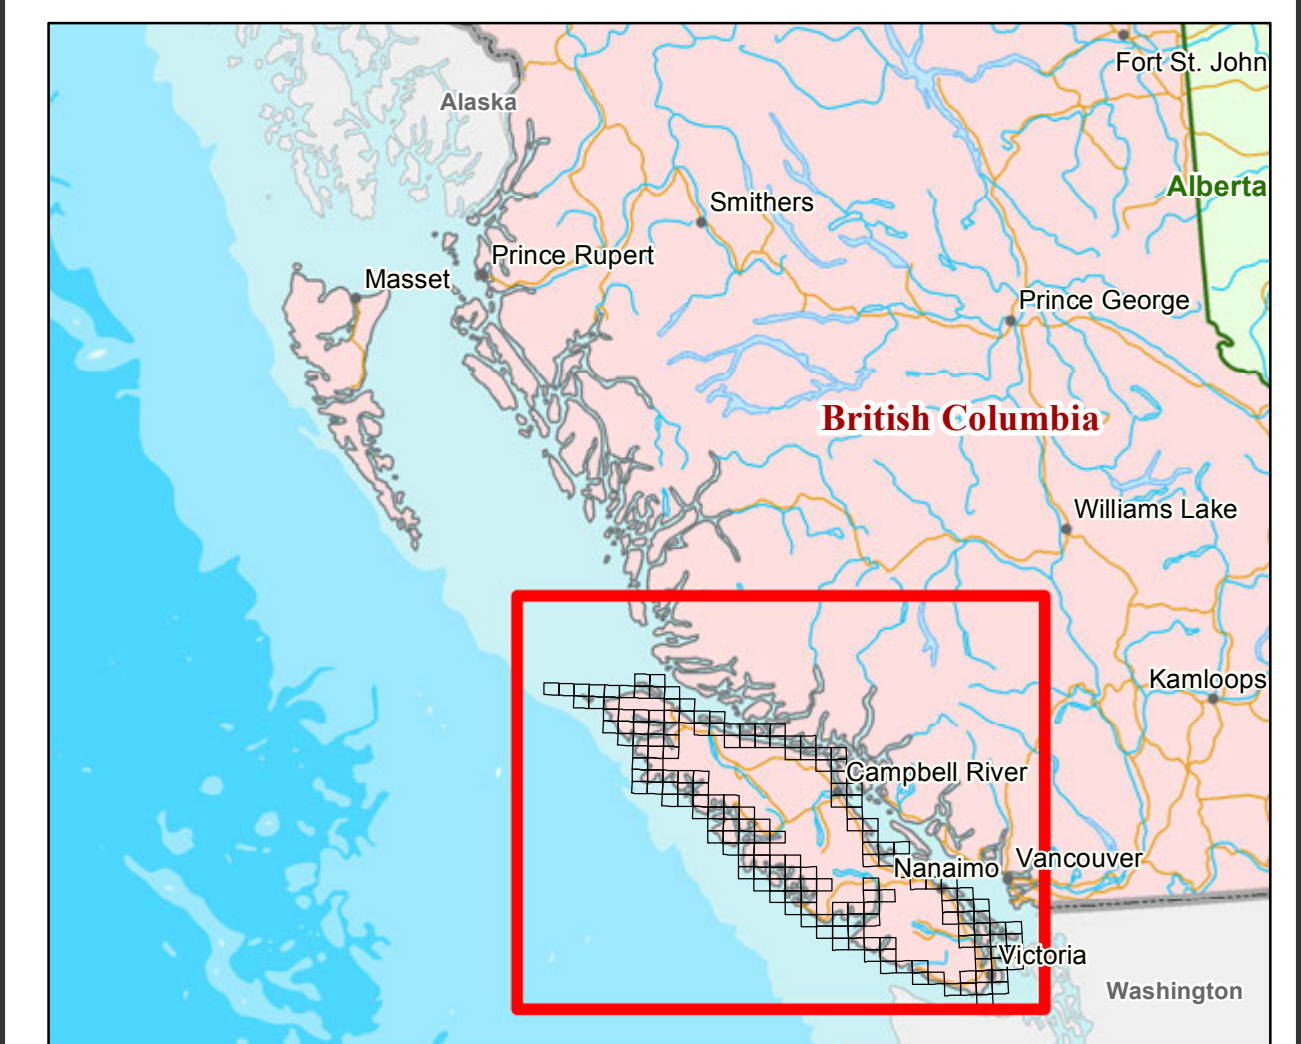 Fort St. John
Alaska
Alberta
Smithers
Prince Rupert
Masset
Prince George
British Columbia
Williams Lake
Kamloops
Campbell River
Vancouver
Nanaimo
Victoria
Washington